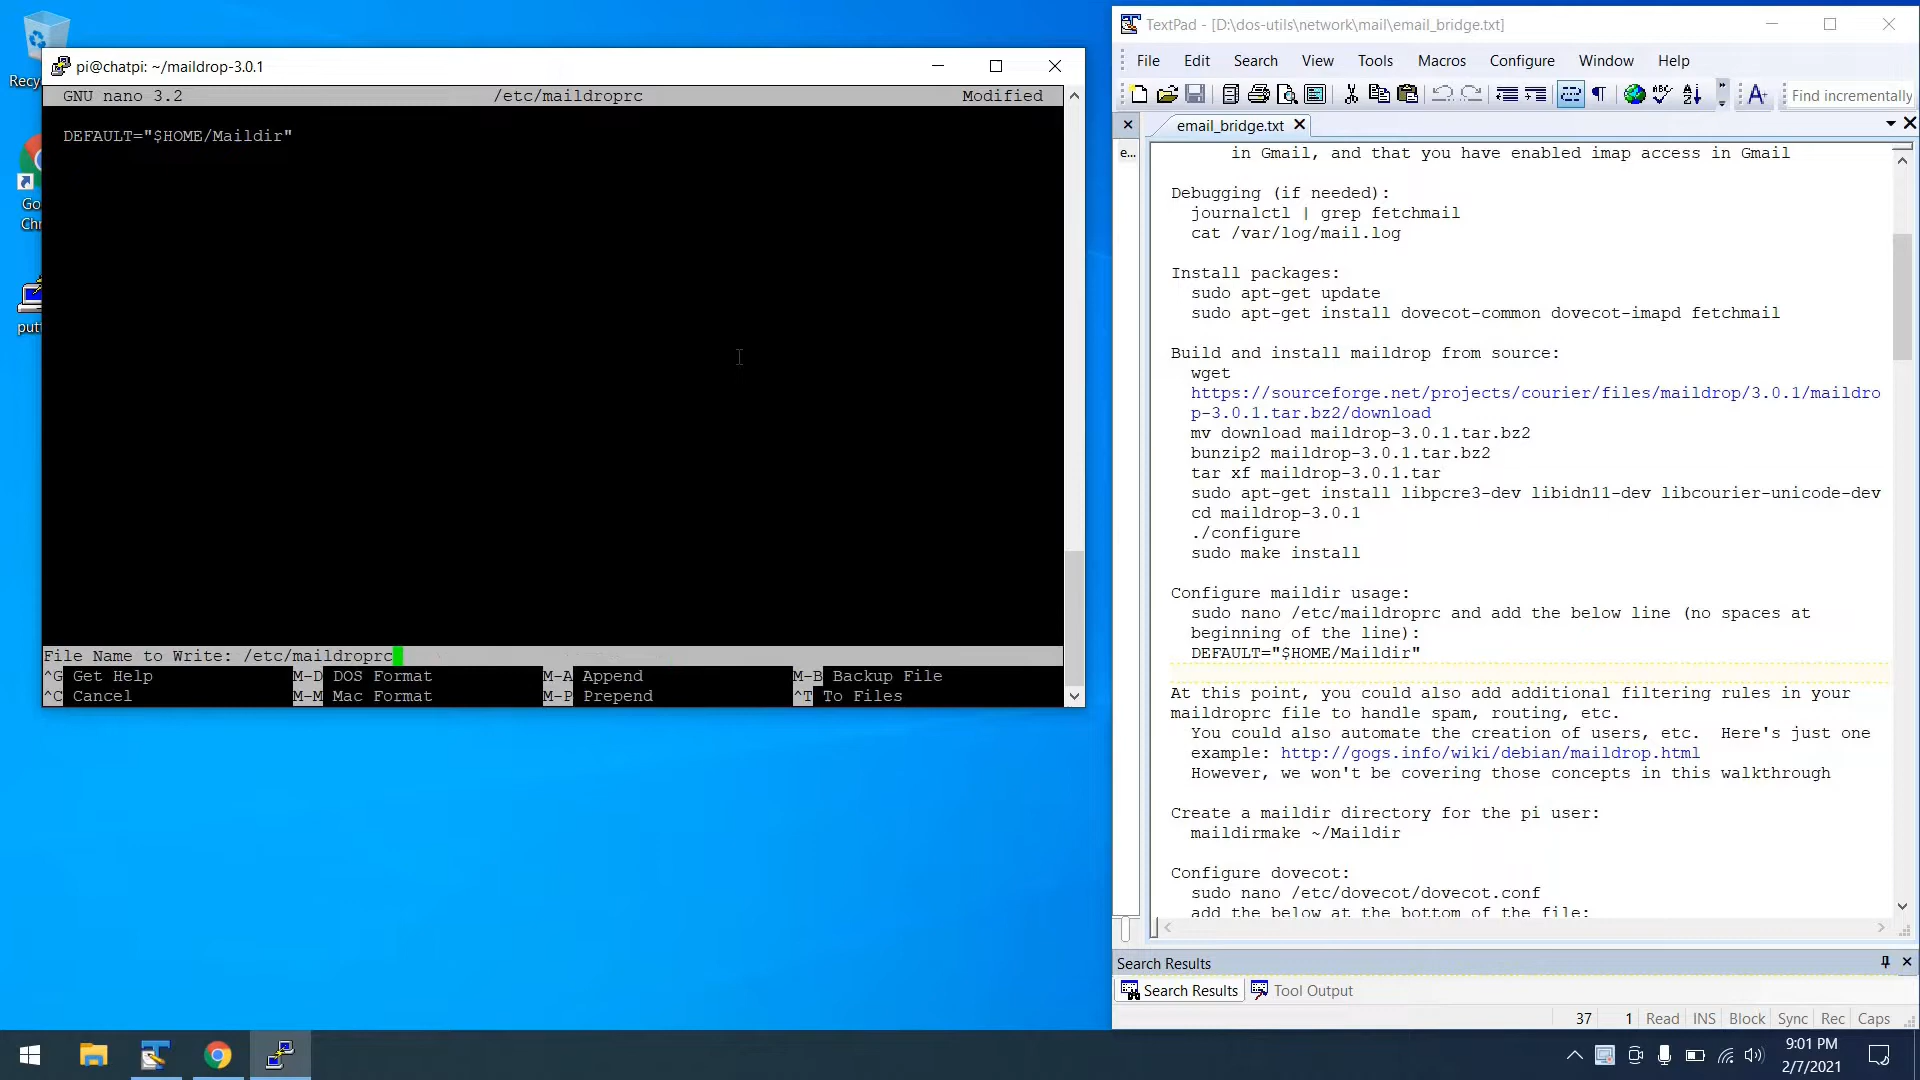 Recyc
Go
Chr
putt
pi@chatpi: ~/maildrop-3.0.1
GNU nano 3.2 /etc/maildroprc Modified
DEFAULT="$HOME/Maildir"
File Name to Write: /etc/maildroprc
^G Get Help M-D DOS Format M-A Append M-B Backup File
^C Cancel M-M Mac Format M-P Prepend ^T To Files
TextPad - [D:\dos-utils\network\mail\email_bridge.txt]
File Edit Search View Tools Macros Configure Window Help
Find incrementally
email_bridge.txt
e...
in Gmail, and that you have enabled imap access in Gmail
Debugging (if needed):
journalctl | grep fetchmail
cat /var/log/mail.log
Install packages:
sudo apt-get update
sudo apt-get install dovecot-common dovecot-imapd fetchmail
Build and install maildrop from source:
wget
https://sourceforge.net/projects/courier/files/maildrop/3.0.1/maildro
p-3.0.1.tar.bz2/download
mv download maildrop-3.0.1.tar.bz2
bunzip2 maildrop-3.0.1.tar.bz2
tar xf maildrop-3.0.1.tar
sudo apt-get install libpcre3-dev libidn11-dev libcourier-unicode-dev
cd maildrop-3.0.1
./configure
sudo make install
Configure maildir usage:
sudo nano /etc/maildroprc and add the below line (no spaces at
beginning of the line):
DEFAULT="$HOME/Maildir"
At this point, you could also add additional filtering rules in your
maildroprc file to handle spam, routing, etc.
You could also automate the creation of users, etc.  Here's just one
example: http://gogs.info/wiki/debian/maildrop.html
However, we won't be covering those concepts in this walkthrough
Create a maildir directory for the pi user:
maildirmake ~/Maildir
Configure dovecot:
sudo nano /etc/dovecot/dovecot.conf
add the below at the bottom of the file:
Search Results
Search Results Tool Output
37 1 Read INS Block Sync Rec Caps
9:01 PM
2/7/2021